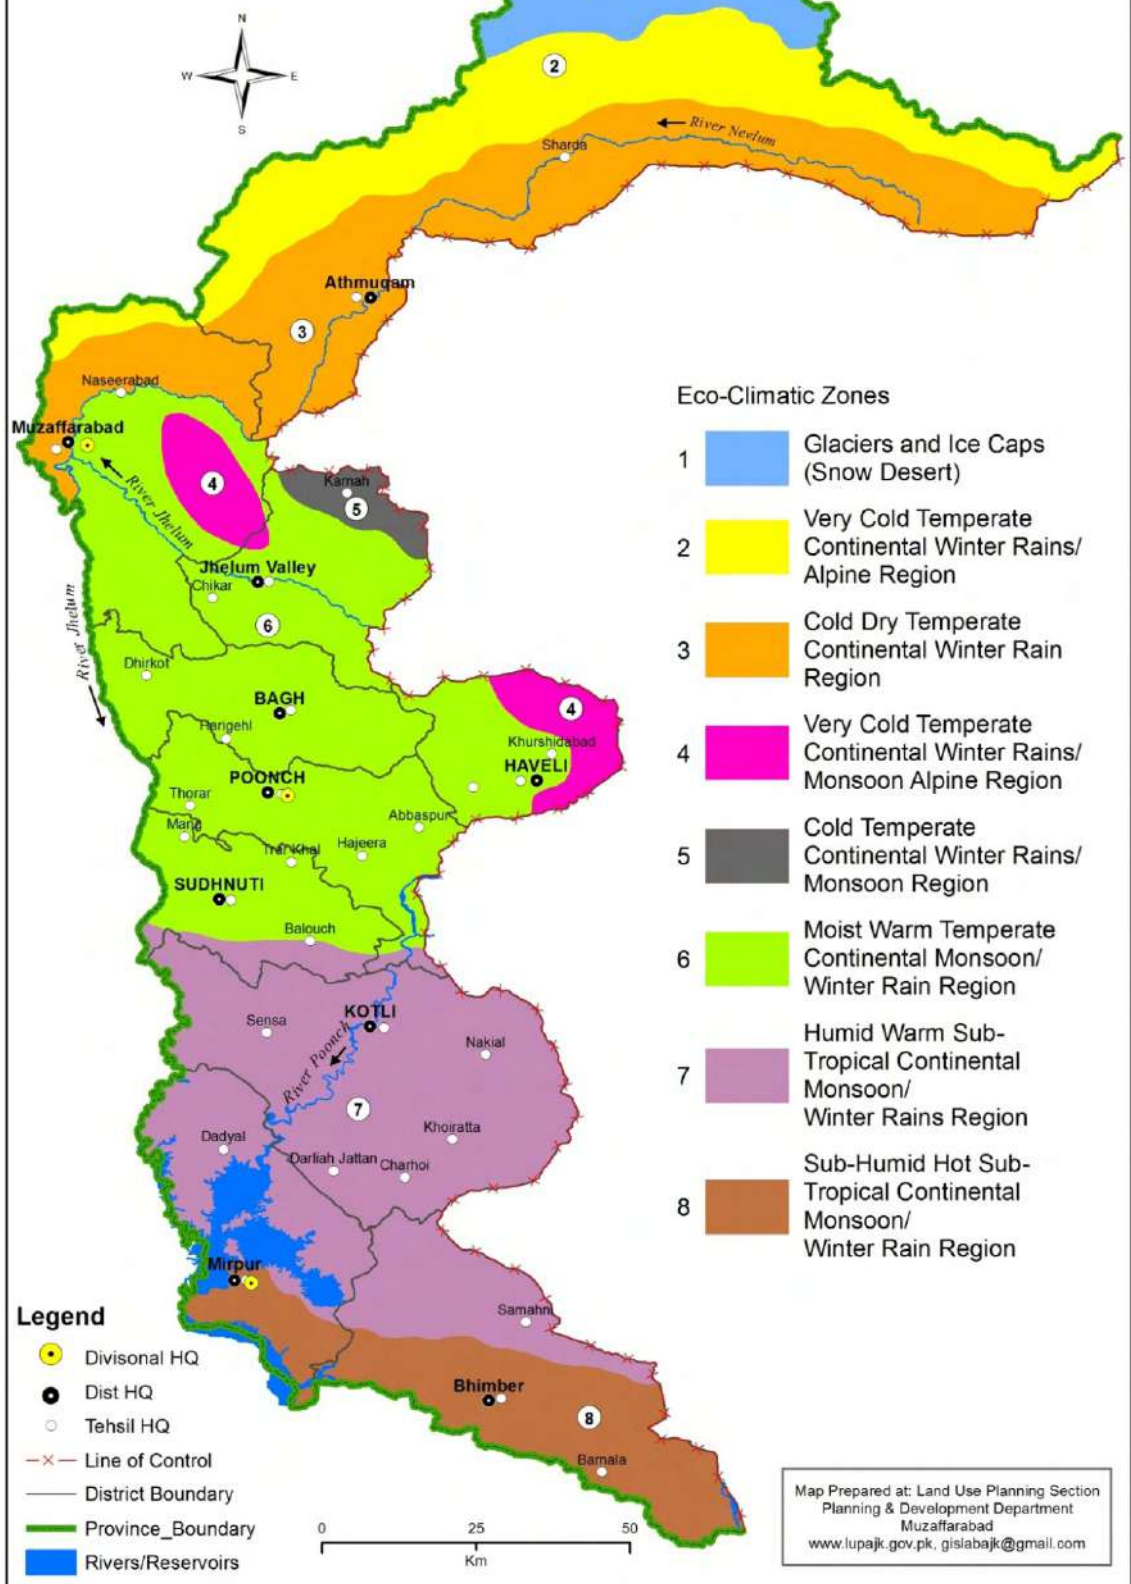 N
W
E
S
2
River Neelum
Sharda
Athmuqam
3
Naseerabad
Muzaffarabad
4
Karnah
5
River Jhelum
Jhelum Valley
Chikar
6
River Jhelum
Dhirkot
BAGH
4
Harigehl
Khurshidabad
HAVELI
POONCH
Thorar
Mang
Abbaspur
Hajeera
Trar Khal
SUDHNUTI
Balouch
KOTLI
Sensa
River Poonch
Nakial
7
Khoiratta
Dadyal
Darliah Jattan
Charhoi
Mirpur
Samahni
Bhimber
8
Barnala
Eco-Climatic Zones
1
Glaciers and Ice Caps
(Snow Desert)
2
Very Cold Temperate
Continental Winter Rains/
Alpine Region
3
Cold Dry Temperate
Continental Winter Rain
Region
4
Very Cold Temperate
Continental Winter Rains/
Monsoon Alpine Region
5
Cold Temperate
Continental Winter Rains/
Monsoon Region
6
Moist Warm Temperate
Continental Monsoon/
Winter Rain Region
7
Humid Warm Sub-
Tropical Continental
Monsoon/
Winter Rains Region
8
Sub-Humid Hot Sub-
Tropical Continental
Monsoon/
Winter Rain Region
Legend
Divisonal HQ
Dist HQ
Tehsil HQ
Line of Control
District Boundary
Province_Boundary
Rivers/Reservoirs
0 25 50
Km
Map Prepared at: Land Use Planning Section
Planning & Development Department
Muzaffarabad
www.lupajk.gov.pk, gislabajk@gmail.com